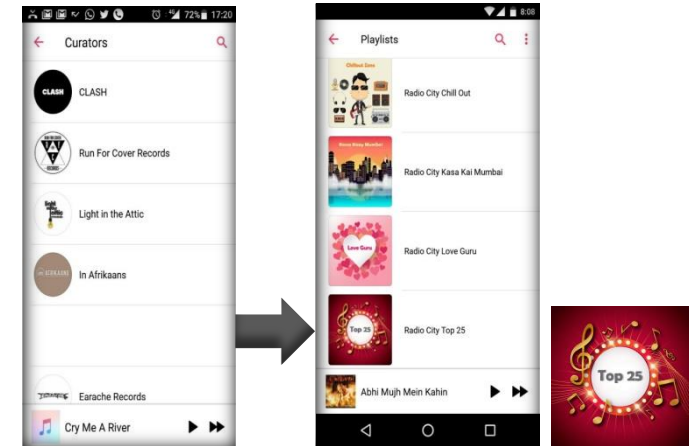 4G 72% 17:20
Curators
CLASH CLASH
Run For Cover Records
Light in the Attic
In Afrikaans
Earache Records
Cry Me A River
8:08
Playlists
Chillout Zone
Radio City Chill Out
Radio City Kasa Kai Mumbai
Love Guru
Radio City Love Guru
Top 25
Radio City Top 25
Abhi Mujh Mein Kahin
Top 25